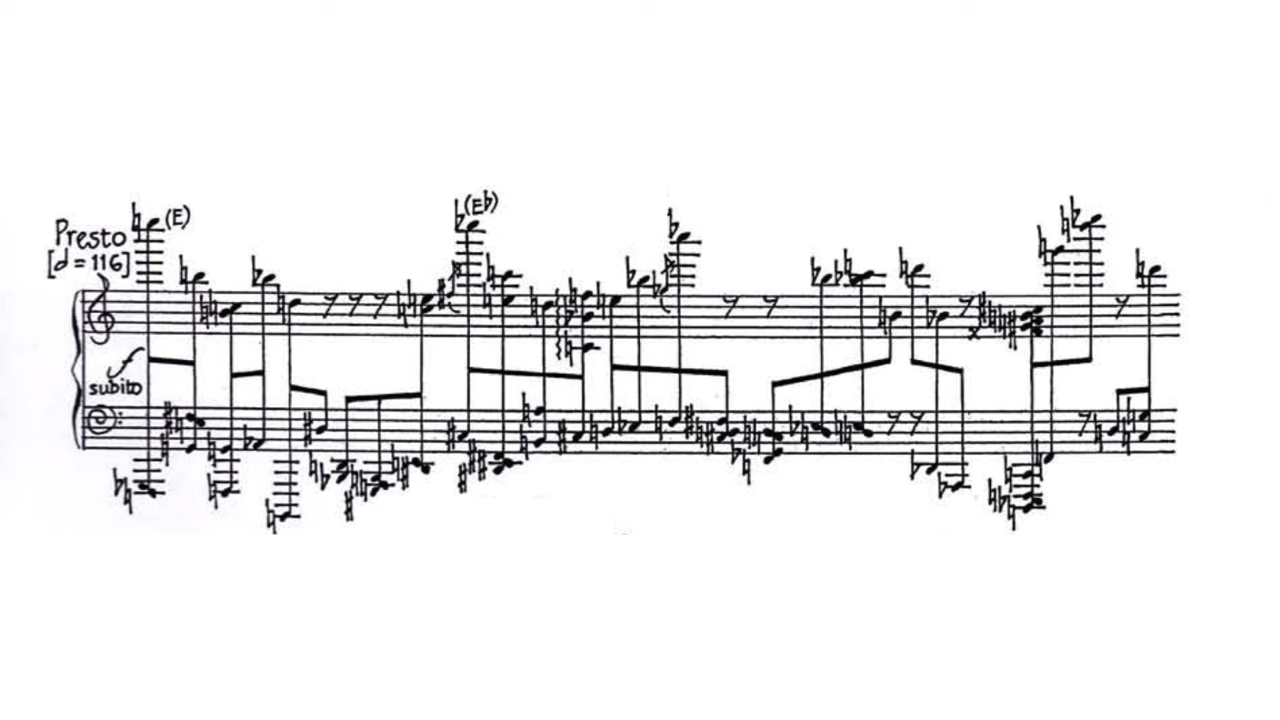 (E)
(E♭)
Presto
[𝅗𝅥 = 116]
f
subito